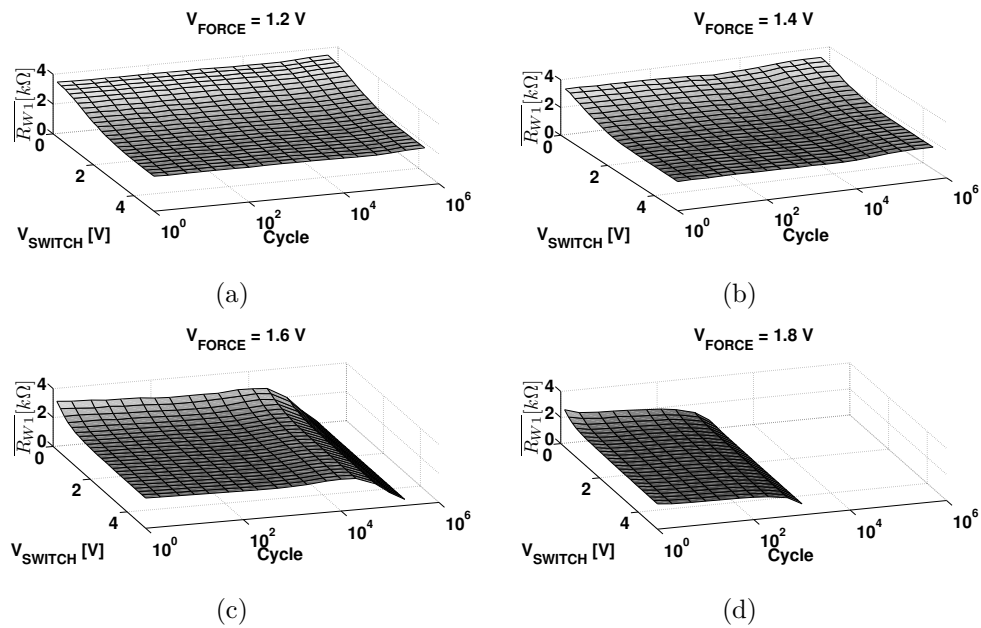 V_FORCE = 1.2 V
V_FORCE = 1.4 V
4
2
0
R_W1[kΩ]
0
2
4
V_SWITCH [V]
10^0
10^2
10^4
10^6
Cycle
4
2
0
R_W1[kΩ]
0
2
4
V_SWITCH [V]
10^0
10^2
10^4
10^6
Cycle
(a)
(b)
V_FORCE = 1.6 V
V_FORCE = 1.8 V
4
2
0
R_W1[kΩ]
0
2
4
V_SWITCH [V]
10^0
10^2
10^4
10^6
Cycle
4
2
0
R_W1[kΩ]
0
2
4
V_SWITCH [V]
10^0
10^2
10^4
10^6
Cycle
(c)
(d)